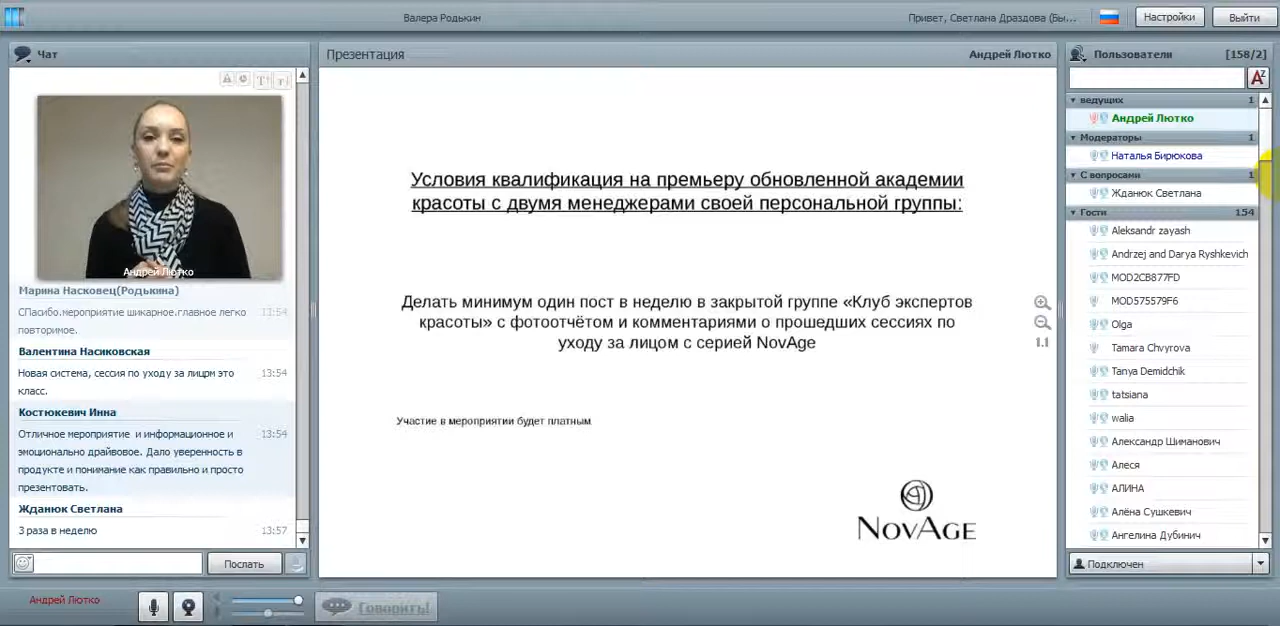 Валера Родькин
Привет, Светлана Драздова (Бы...
Настройки
Выйти
Чат
Андрей Лютко
Марина Насковец(Родькина)
СПасибо.мероприятие шикарное.главное легко
13:54
повторимое.
Валентина Насиковская
Новая система, сессия по уходу за лицрм это
13:54
класс.
Костюкевич Инна
Отличное мероприятие и информационное и
13:54
эмоционально драйвовое. Дало уверенность в
продукте и понимание как правильно и просто
презентовать.
Жданюк Светлана
3 раза в неделю
13:57
Послать
Презентация
Андрей Лютко
Условия квалификация на премьеру обновленной академии
красоты с двумя менеджерами своей персональной группы:
Делать минимум один пост в неделю в закрытой группе «Клуб экспертов
красоты» с фотоотчётом и комментариями о прошедших сессиях по
уходу за лицом с серией NovAge
Участие в мероприятии будет платным
NOVAGE
1.1
Пользователи
[158/2]
ведущих 1
Андрей Лютко
Модераторы 1
Наталья Бирюкова
С вопросами 1
Жданюк Светлана
Гости 154
Aleksandr zayash
Andrzej and Darya Ryshkevich
MOD2CB877FD
MOD575579F6
Olga
Tamara Chvyrova
Tanya Demidchik
tatsiana
walia
Александр Шиманович
Алеся
АЛИНА
Алёна Сушкевич
Ангелина Дубинич
Подключен
Андрей Лютко
Говорить!